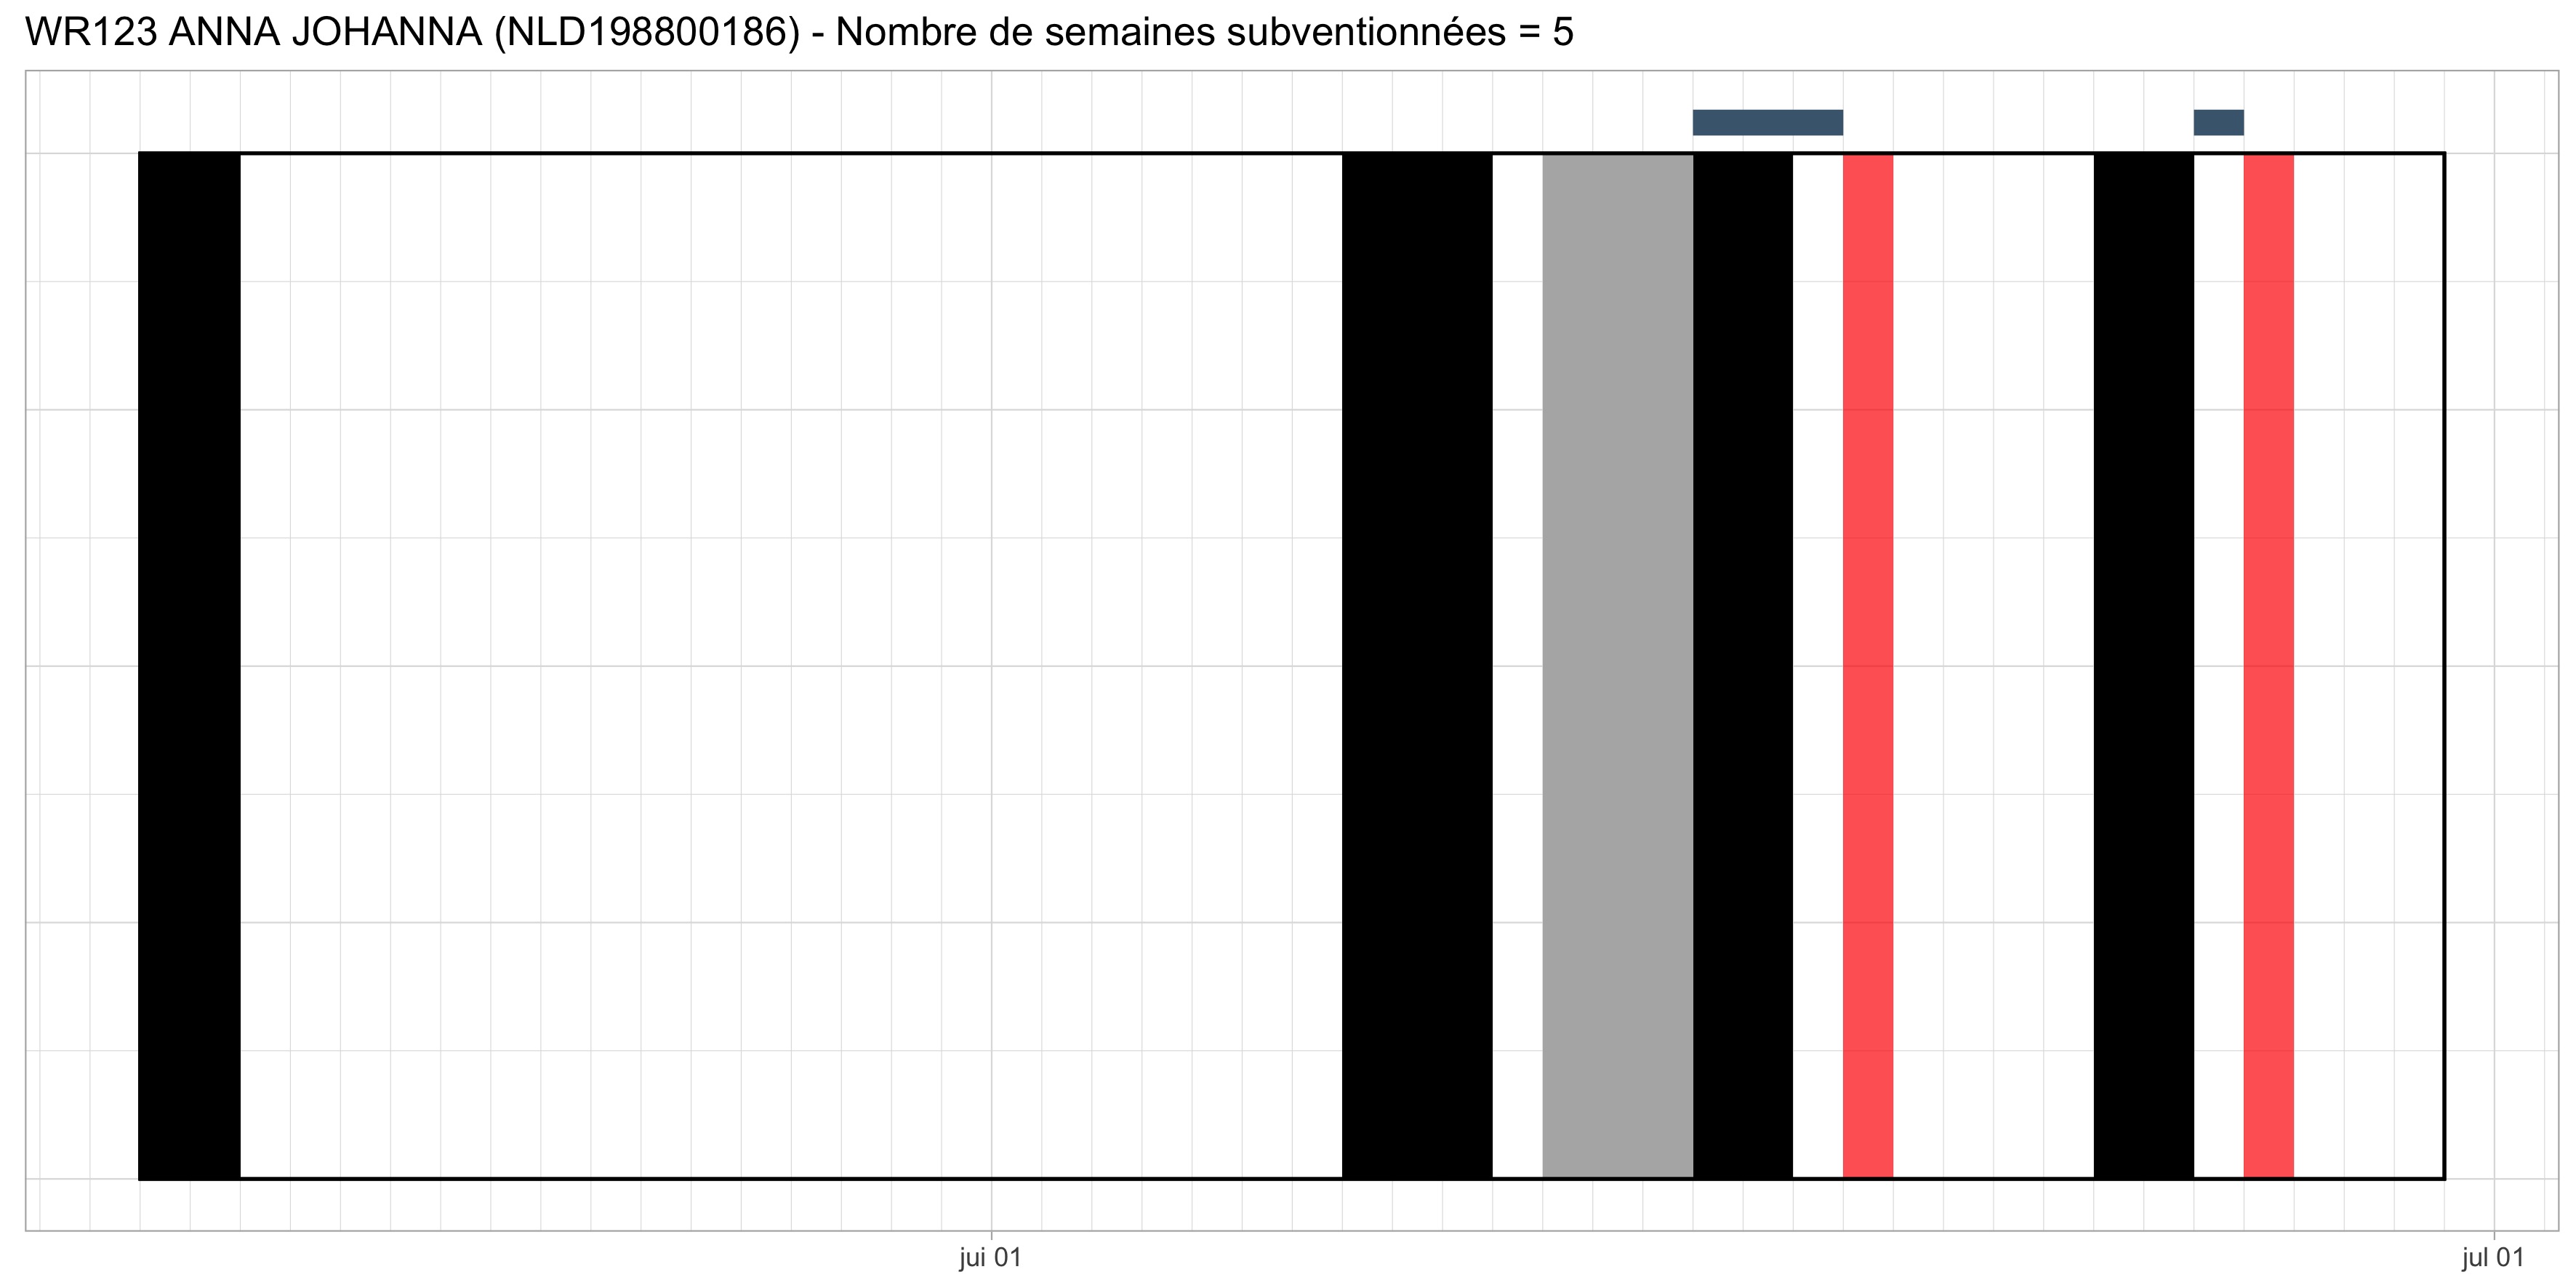 WR123 ANNA JOHANNA (NLD198800186) - Nombre de semaines subventionnées = 5
jui 01
jul 01